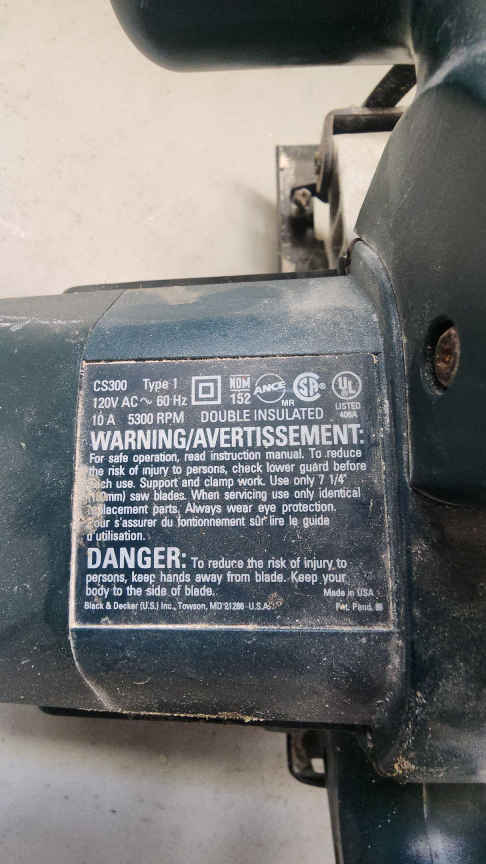 CS300 Type 1
120V AC ~ 60 Hz
NOM
152
ANCE
MR
SA
UL
LISTED
406A
10 A 5300 RPM DOUBLE INSULATED
WARNING/AVERTISSEMENT:
For safe operation, read instruction manual. To reduce
the risk of injury to persons, check lower guard before
each use. Support and clamp work. Use only 7 1/4"
saw blades. When servicing use only identical
replacement parts. Always wear eye protection.
Pour s'assurer du fontionnement sûr lire le guide
d'utilisation.
DANGER: To reduce the risk of injury to
persons, keep hands away from blade. Keep your
body to the side of blade.
Made in USA
Black & Decker (U.S.) Inc., Towson, MD 21286 U.S.A.
Pat. Pend.